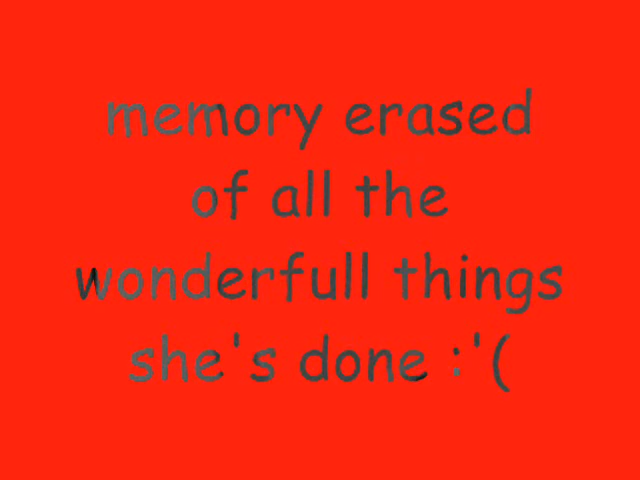 memory erased
of all the
wonderfull things
she's done :'(